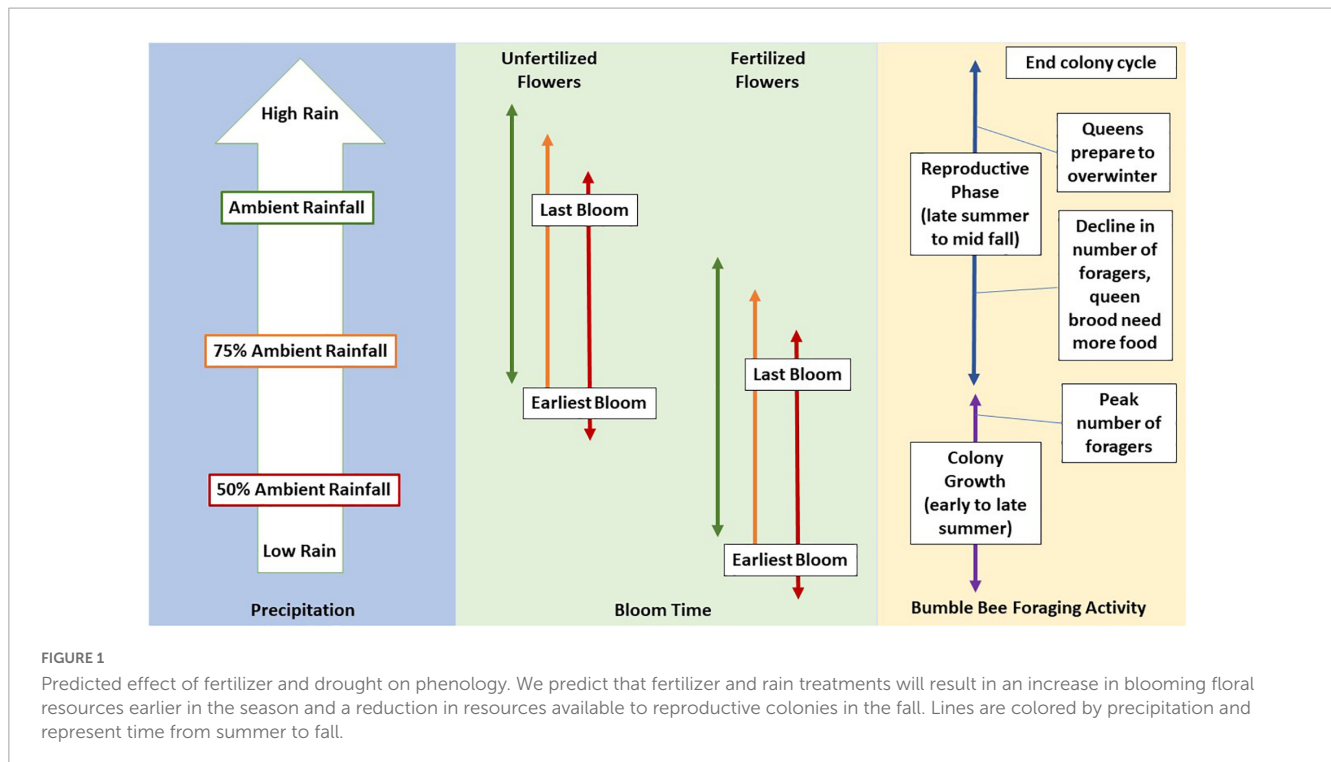 High Rain
Ambient Rainfall
75% Ambient Rainfall
50% Ambient Rainfall
Low Rain
Precipitation
Unfertilized
Flowers
Fertilized
Flowers
Last Bloom
Earliest Bloom
Last Bloom
Earliest Bloom
Bloom Time
End colony cycle
Queens
prepare to
overwinter
Reproductive
Phase
(late summer
to mid fall)
Decline in
number of
foragers,
queen
brood need
more food
Peak
number of
foragers
Colony
Growth
(early to late
summer)
Bumble Bee Foraging Activity
FIGURE 1
Predicted effect of fertilizer and drought on phenology. We predict that fertilizer and rain treatments will result in an increase in blooming floral
resources earlier in the season and a reduction in resources available to reproductive colonies in the fall. Lines are colored by precipitation and
represent time from summer to fall.